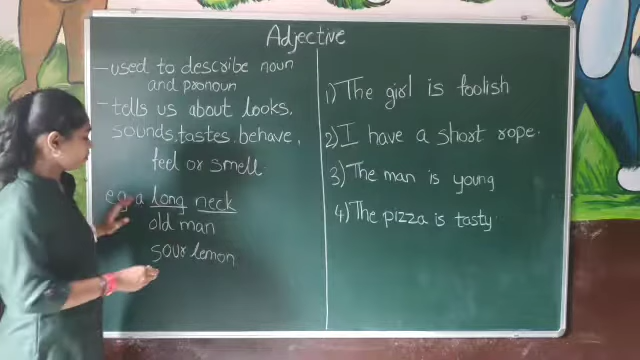 Adjective
- used to describe noun
and pronoun
- tells us about looks,
sounds, tastes, behave,
feel or smell.
e.g. a long neck
old man
sour lemon
1) The girl is foolish
2) I have a short rope.
3) The man is young
4) The pizza is tasty